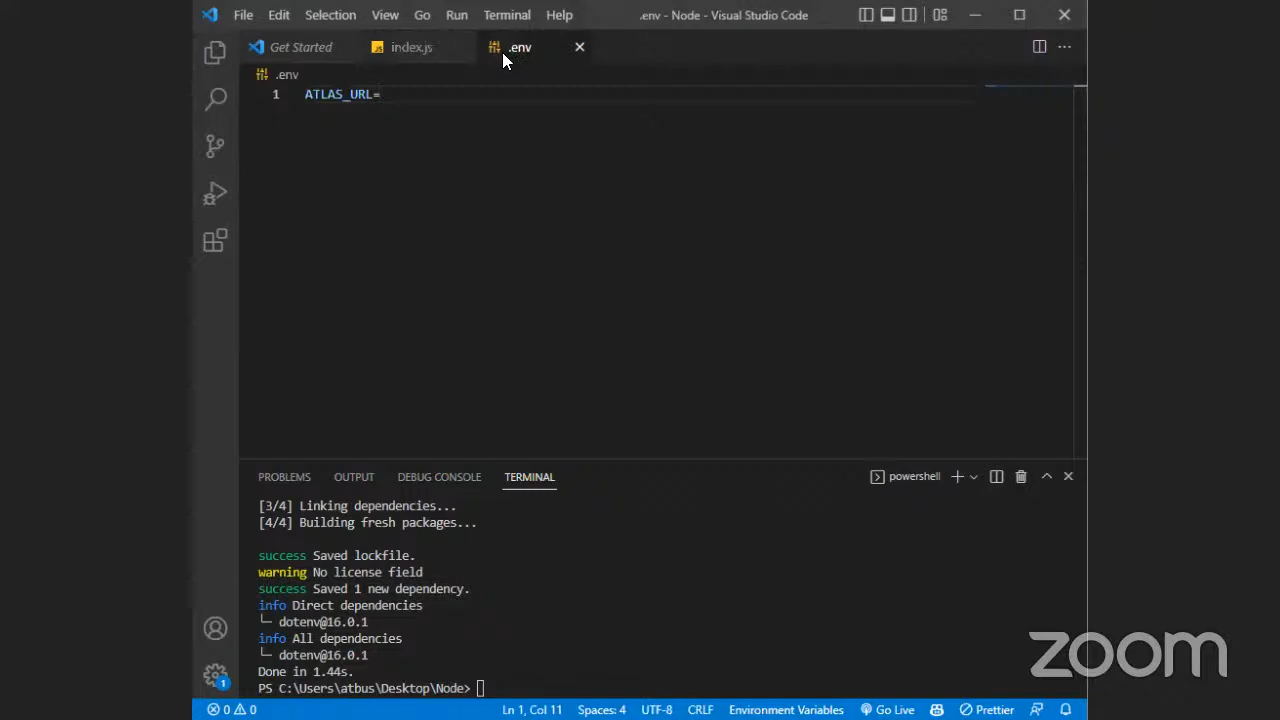 File Edit Selection View Go Run Terminal Help .env - Node - Visual Studio Code
Get Started index.js .env
.env
1 ATLAS_URL=
PROBLEMS OUTPUT DEBUG CONSOLE TERMINAL powershell
[3/4] Linking dependencies...
[4/4] Building fresh packages...
success Saved lockfile.
warning No license field
success Saved 1 new dependency.
info Direct dependencies
└─ dotenv@16.0.1
info All dependencies
└─ dotenv@16.0.1
Done in 1.44s.
PS C:\Users\atbus\Desktop\Node>
zoom
1
0 0 Ln 1, Col 11 Spaces: 4 UTF-8 CRLF Environment Variables Go Live Prettier